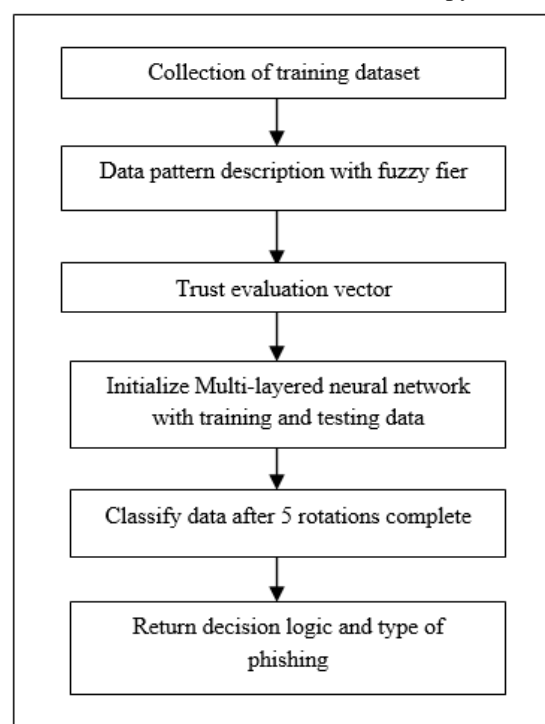 Collection of training dataset
Data pattern description with fuzzy fier
Trust evaluation vector
Initialize Multi-layered neural network
with training and testing data
Classify data after 5 rotations complete
Return decision logic and type of
phishing